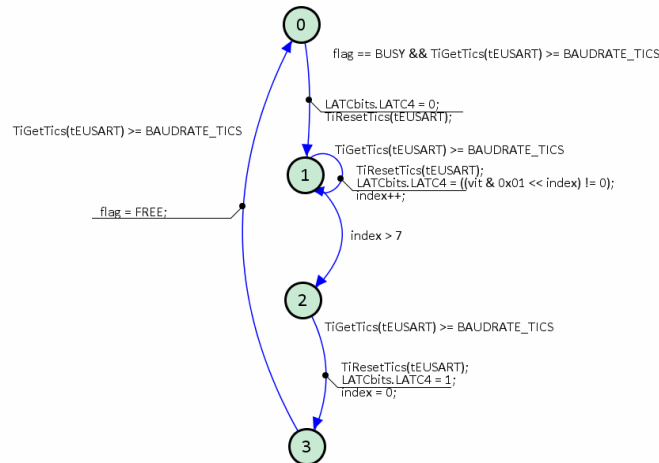 0
flag == BUSY && TiGetTics(tEUSART) >= BAUDRATE_TICS
LATCbits.LATC4 = 0;
TiResetTics(tEUSART);
TiGetTics(tEUSART) >= BAUDRATE_TICS
TiGetTics(tEUSART) >= BAUDRATE_TICS
1
TiResetTics(tEUSART);
LATCbits.LATC4 = ((vit & 0x01 << index) != 0);
index++;
flag = FREE;
index > 7
2
TiGetTics(tEUSART) >= BAUDRATE_TICS
TiResetTics(tEUSART);
LATCbits.LATC4 = 1;
index = 0;
3